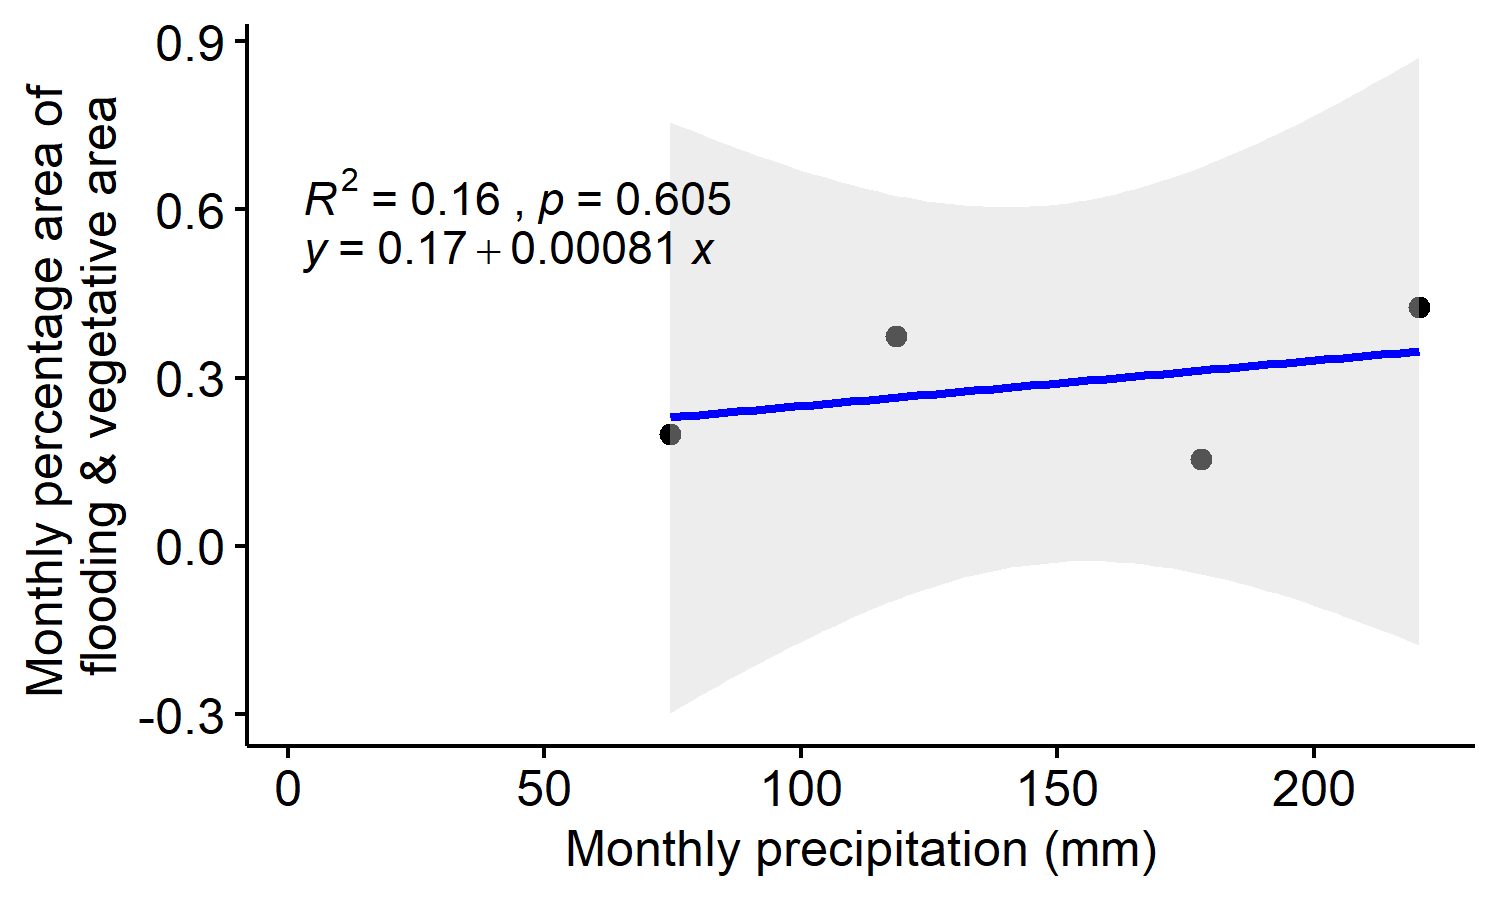 Monthly percentage area of
flooding & vegetative area
0.9
0.6
0.3
0.0
-0.3
R² = 0.16 , p = 0.605
y = 0.17 + 0.00081 x
0 50 100 150 200
Monthly precipitation (mm)